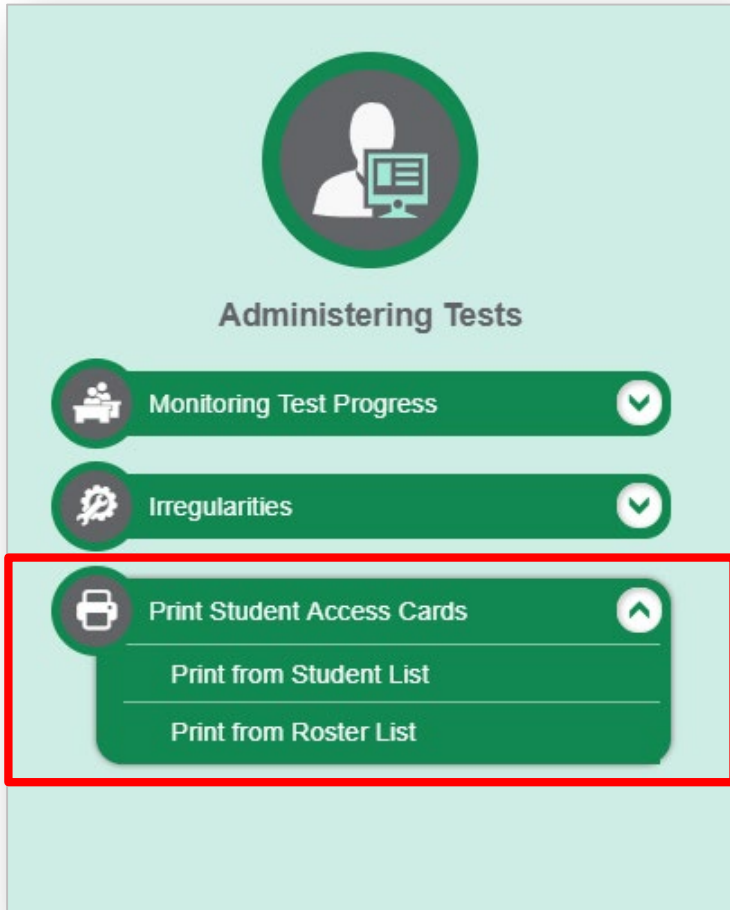 Administering Tests
Monitoring Test Progress
Irregularities
Print Student Access Cards
Print from Student List
Print from Roster List